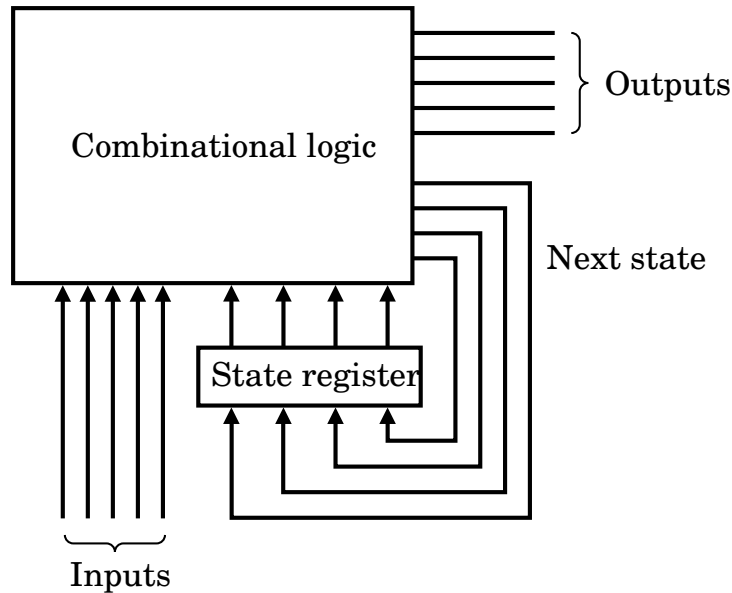 Outputs
Combinational logic
Next state
State register
Inputs